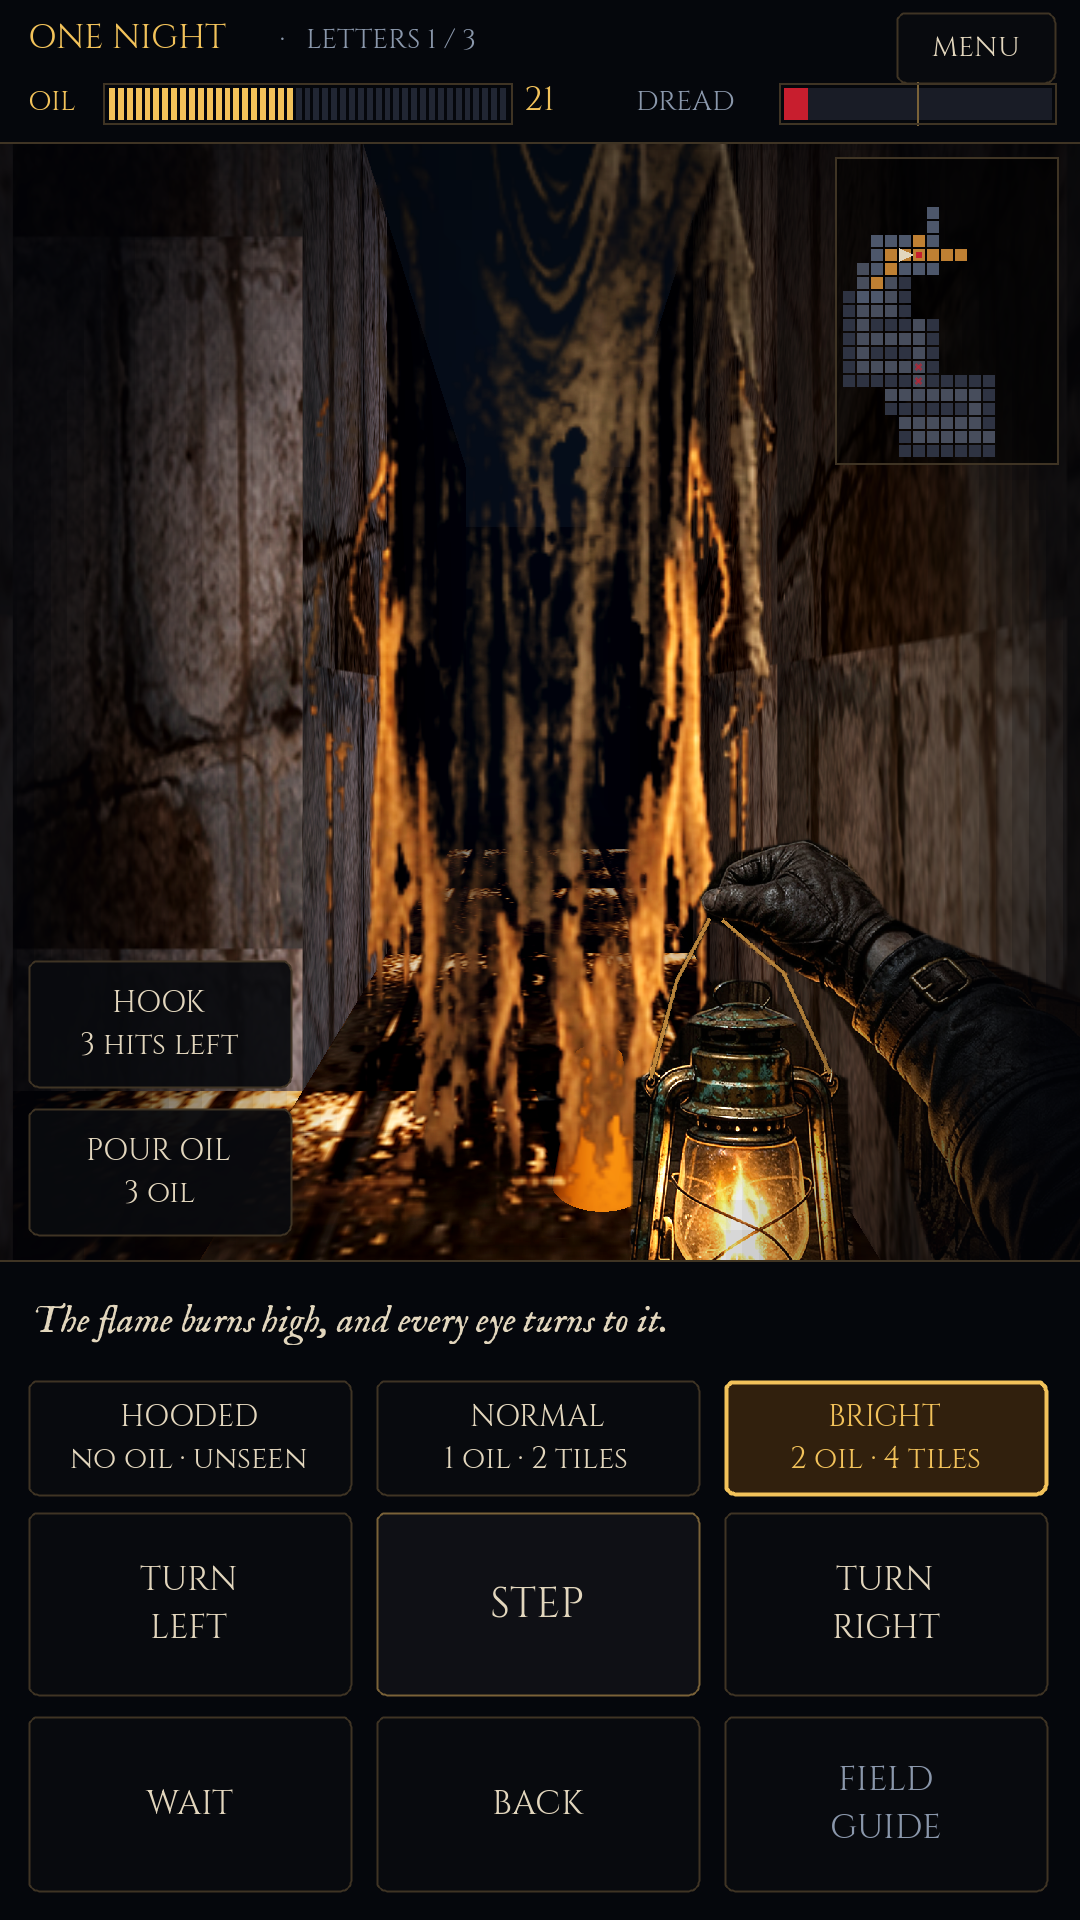 ONE NIGHT · LETTERS 1 / 3
MENU
OIL 21 DREAD
HOOK
3 HITS LEFT
POUR OIL
3 OIL
The flame burns high, and every eye turns to it.
HOODED
NO OIL · UNSEEN
NORMAL
1 OIL · 2 TILES
BRIGHT
2 OIL · 4 TILES
TURN
LEFT
STEP
TURN
RIGHT
WAIT
BACK
FIELD
GUIDE